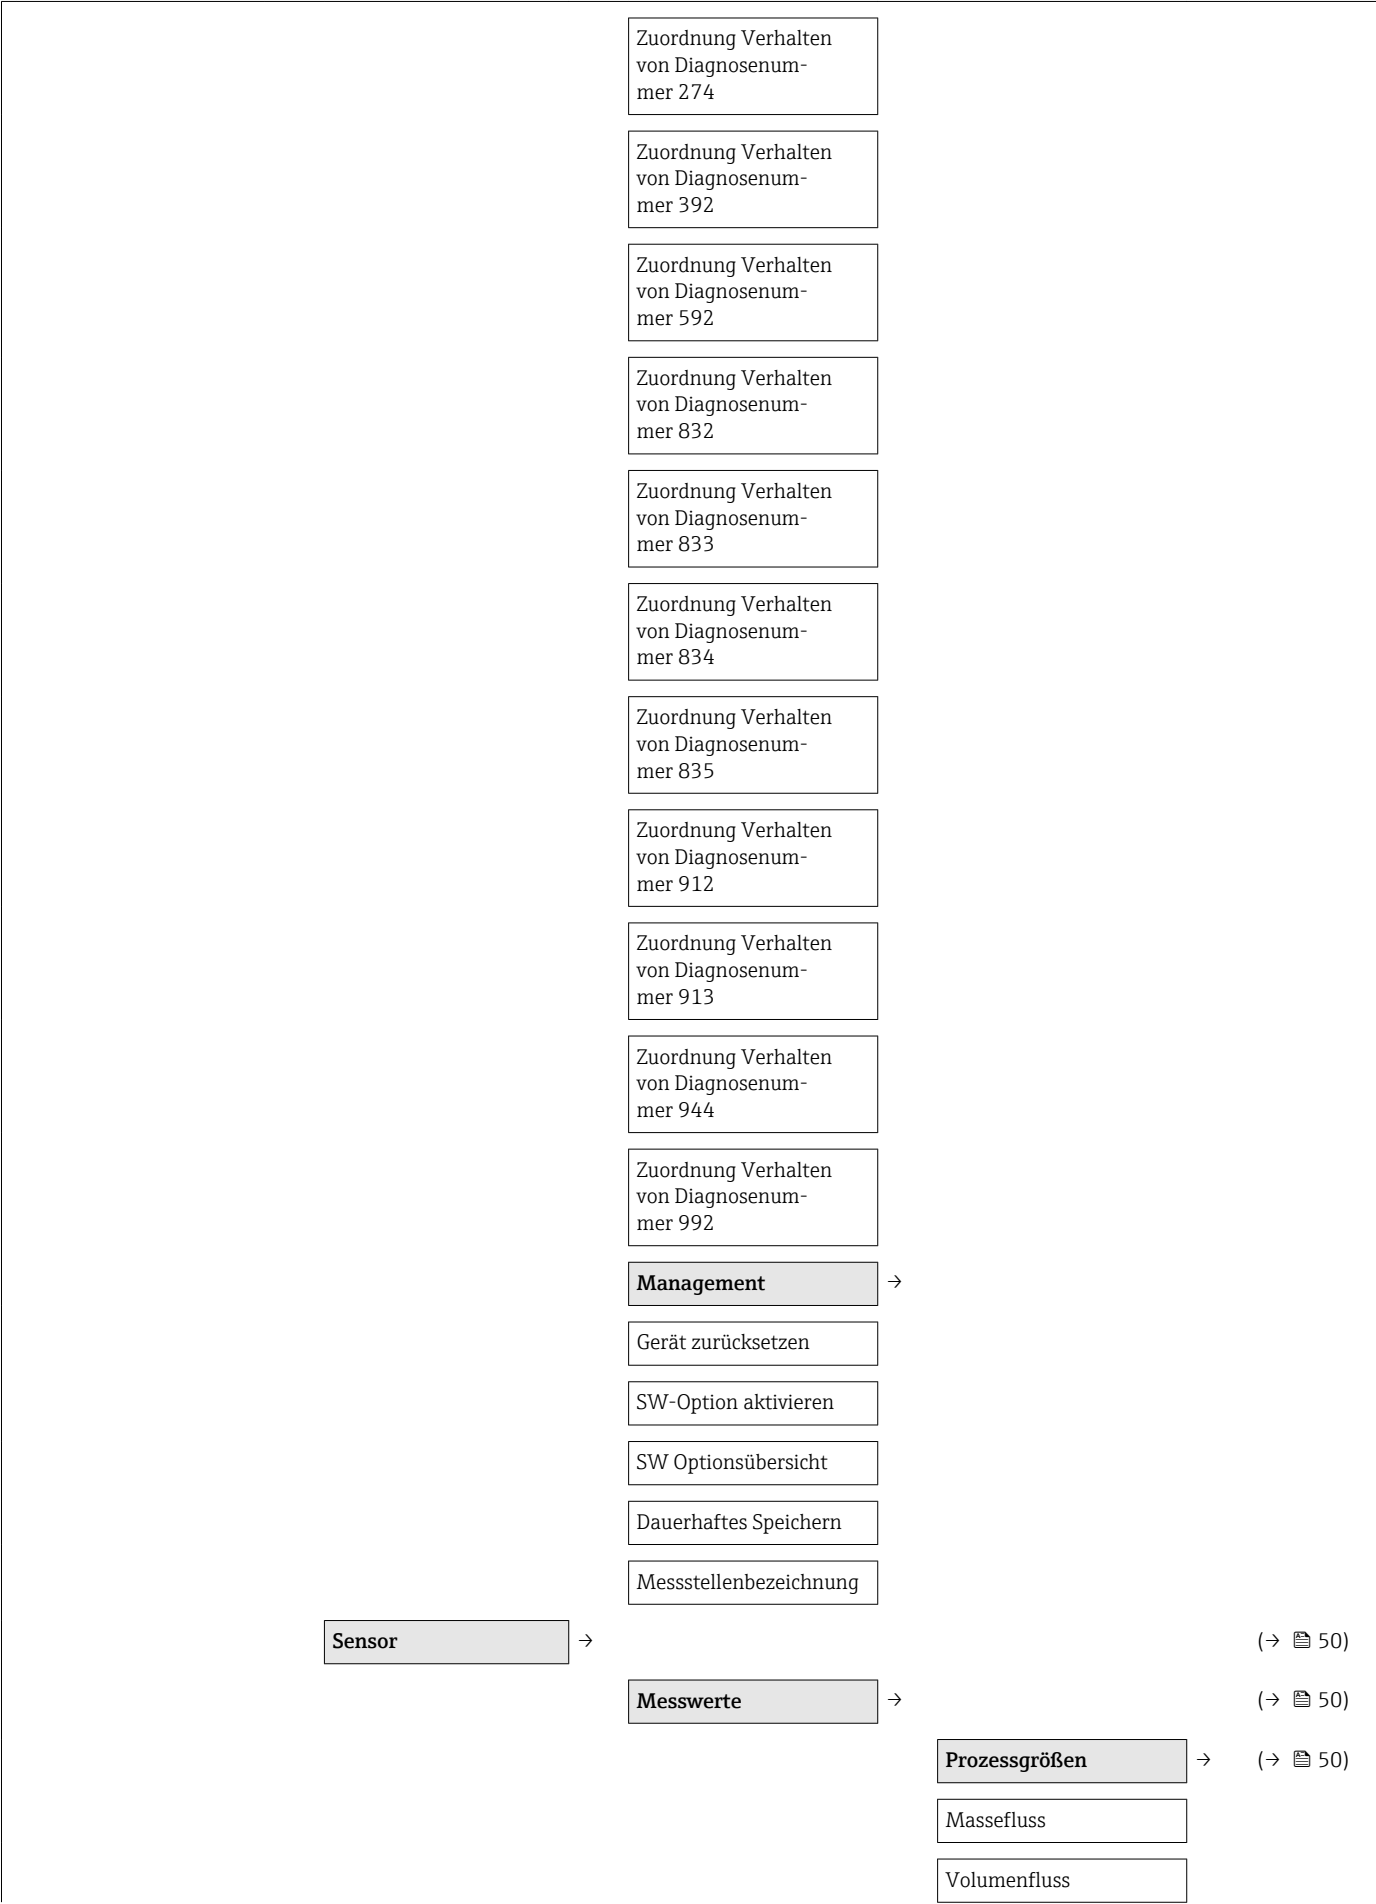 Zuordnung Verhalten
von Diagnosenum-
mer 274
Zuordnung Verhalten
von Diagnosenum-
mer 392
Zuordnung Verhalten
von Diagnosenum-
mer 592
Zuordnung Verhalten
von Diagnosenum-
mer 832
Zuordnung Verhalten
von Diagnosenum-
mer 833
Zuordnung Verhalten
von Diagnosenum-
mer 834
Zuordnung Verhalten
von Diagnosenum-
mer 835
Zuordnung Verhalten
von Diagnosenum-
mer 912
Zuordnung Verhalten
von Diagnosenum-
mer 913
Zuordnung Verhalten
von Diagnosenum-
mer 944
Zuordnung Verhalten
von Diagnosenum-
mer 992
Management →
Gerät zurücksetzen
SW-Option aktivieren
SW Optionsübersicht
Dauerhaftes Speichern
Messstellenbezeichnung
Sensor → (→ 🖹 50)
Messwerte → (→ 🖹 50)
Prozessgrößen → (→ 🖹 50)
Massefluss
Volumenfluss